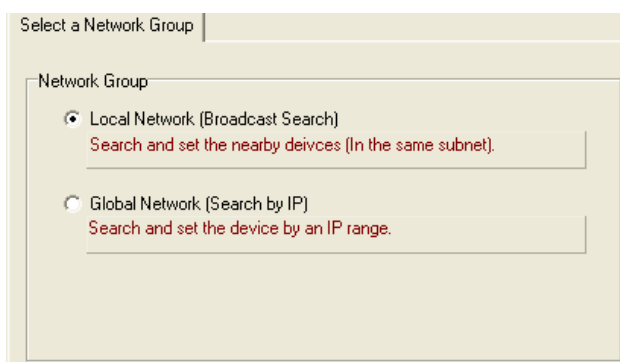 Select a Network Group
Network Group
Local Network (Broadcast Search)
Search and set the nearby deivces (In the same subnet).
Global Network (Search by IP)
Search and set the device by an IP range.